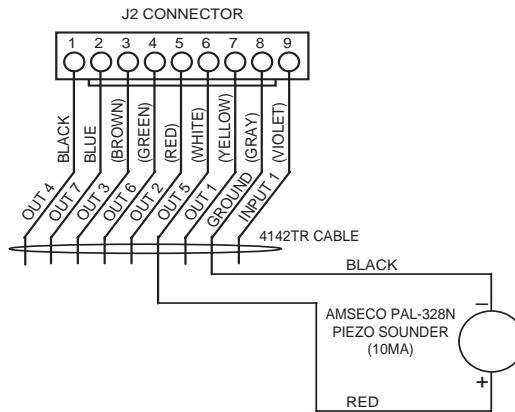 J2 CONNECTOR
1 2 3 4 5 6 7 8 9
BLACK
BLUE
(BROWN)
(GREEN)
(RED)
(WHITE)
(YELLOW)
(GRAY)
(VIOLET)
OUT 4
OUT 7
OUT 3
OUT 6
OUT 2
OUT 5
OUT 1
GROUND
INPUT 1
4142TR CABLE
BLACK
–
AMSECO PAL-328N
PIEZO SOUNDER
(10MA)
+
RED